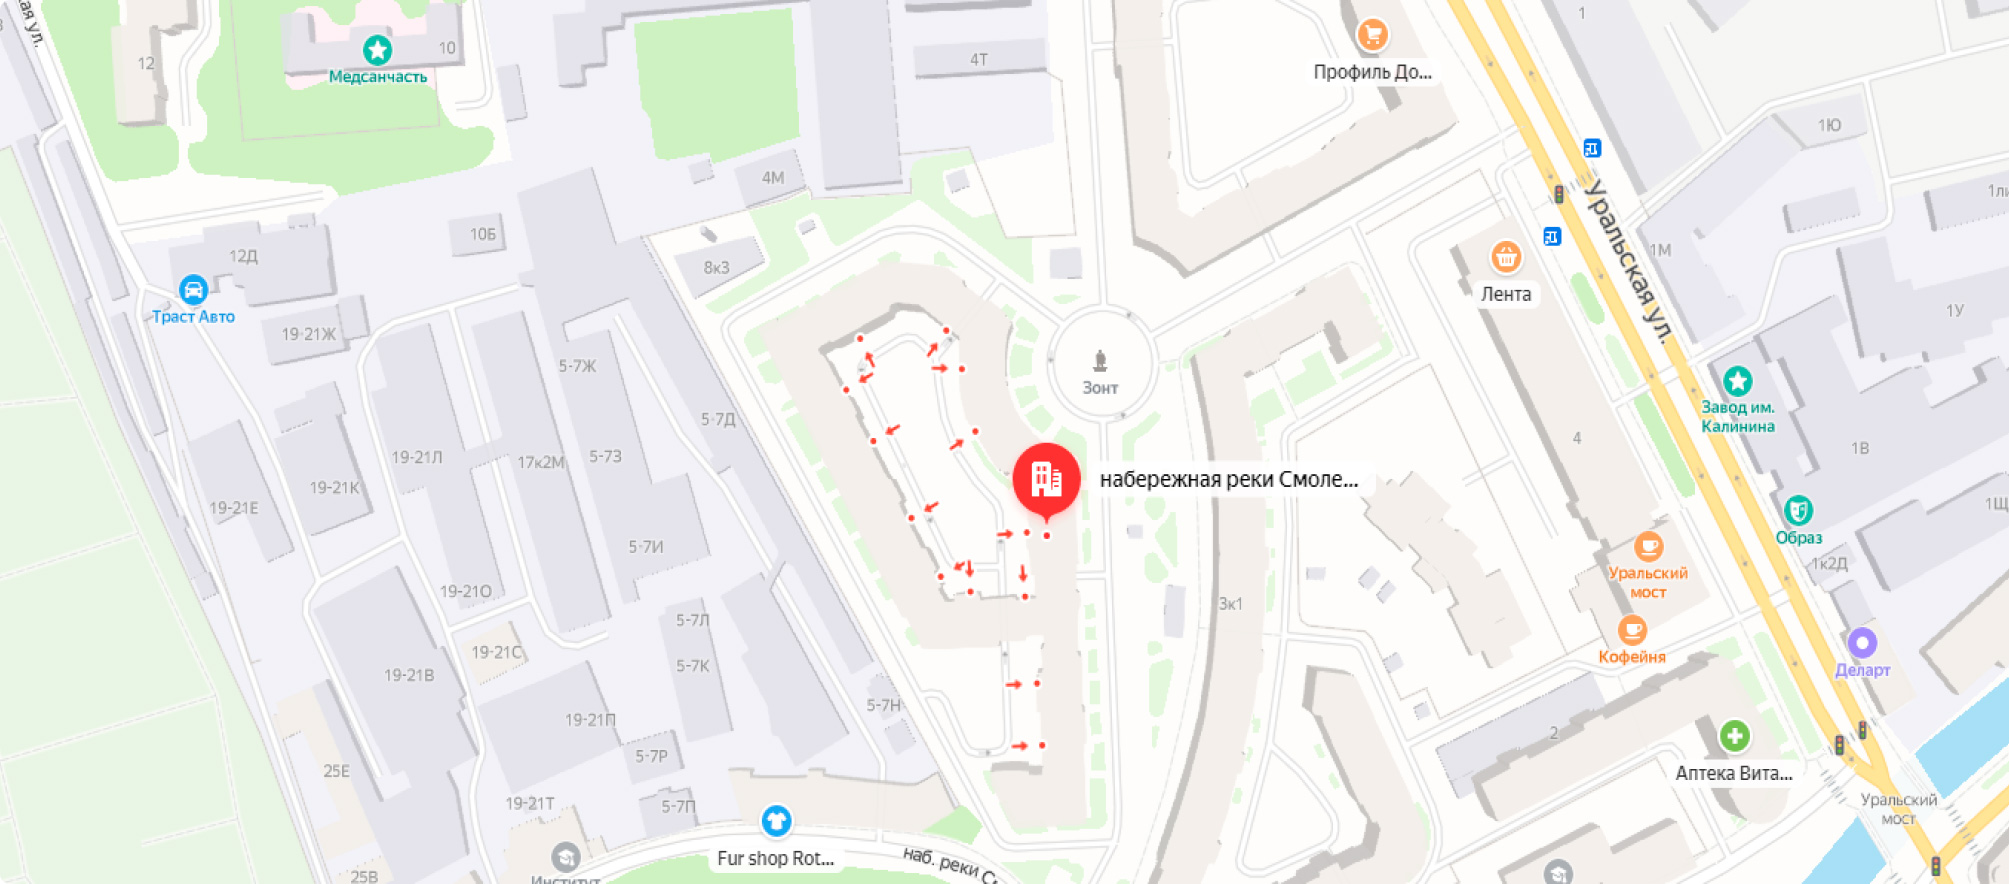 ая ул.
12
10
Медсанчасть
4Т
Профиль До...
1
1Ю
4М
10Б
12Д
8к3
Траст Авто
19-21Ж
5-7Ж
Лента
Уральская ул.
1М
1У
Зонт
5-7Д
19-21Л
17к2М
5-7З
19-21К
19-21Е
набережная реки Смоле...
4
Завод им.
Калинина
1В
1Щ
Образ
5-7И
19-21О
Уральский
мост
1к2Д
3к1
5-7Л
19-21С
5-7К
19-21В
Кофейня
Деларт
5-7Н
19-21П
2
5-7Р
25Е
Аптека Вита...
19-21Т
5-7П
Уральский
мост
Fur shop Rot...
наб. реки С
25В
Институт